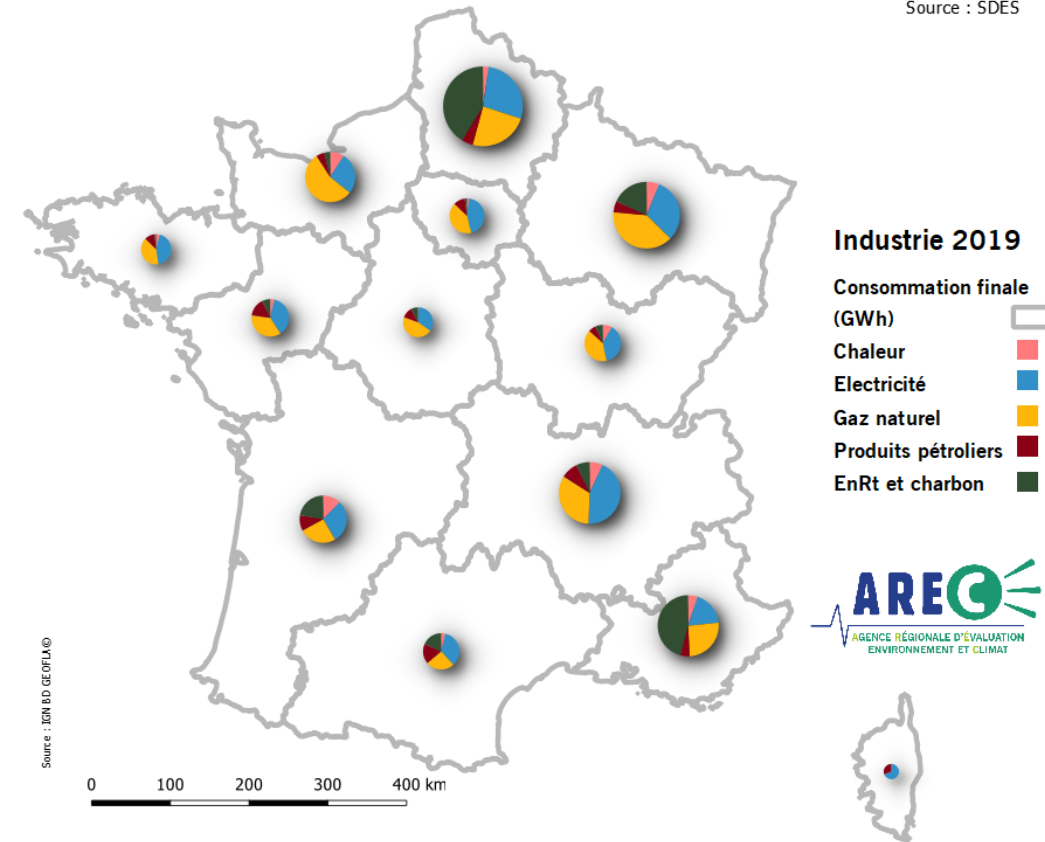 Source : SDES
Industrie 2019
Consommation finale
(GWh)
Chaleur
Electricité
Gaz naturel
Produits pétroliers
EnRt et charbon
AREC
AGENCE RÉGIONALE D'ÉVALUATION
ENVIRONNEMENT ET CLIMAT
Source : IGN BD GEOFLA©
0 100 200 300 400 km